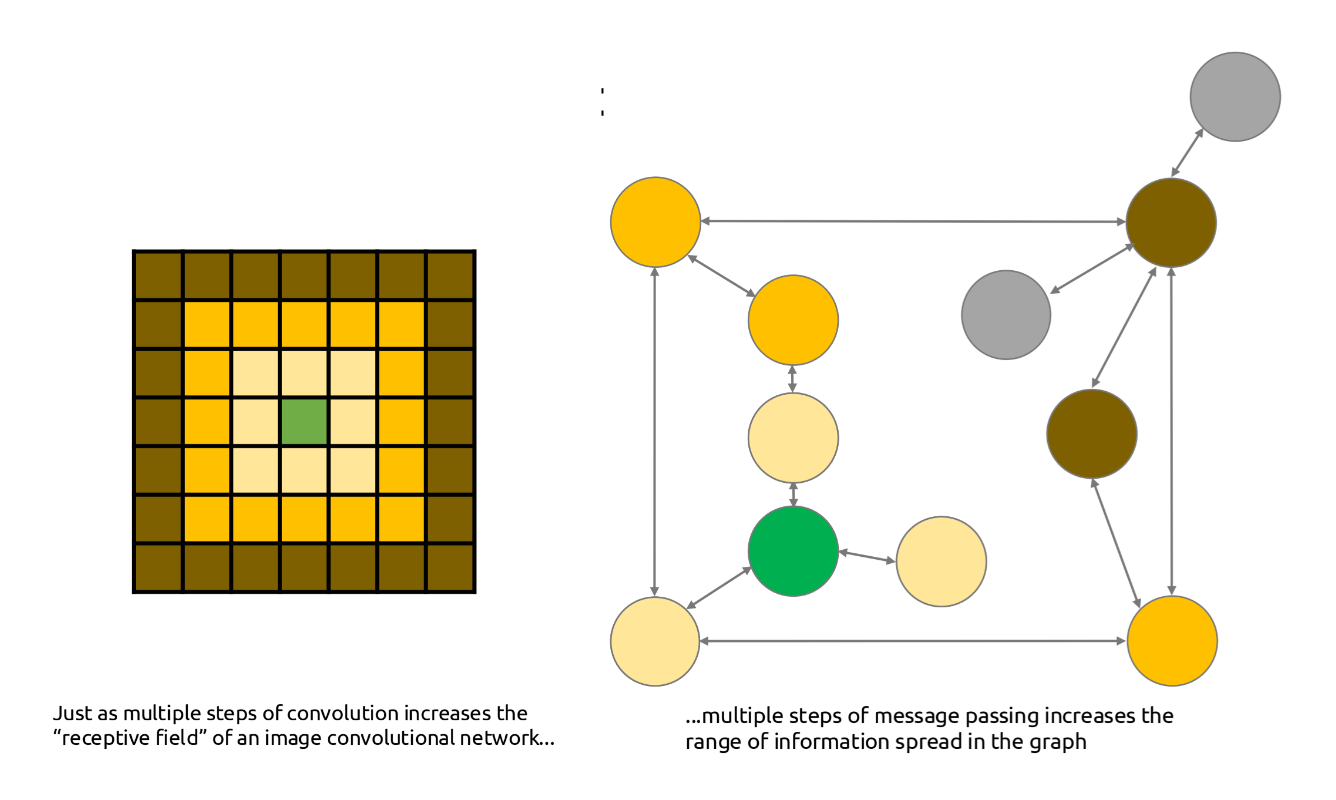 Just as multiple steps of convolution increases the
“receptive field” of an image convolutional network...
...multiple steps of message passing increases the
range of information spread in the graph